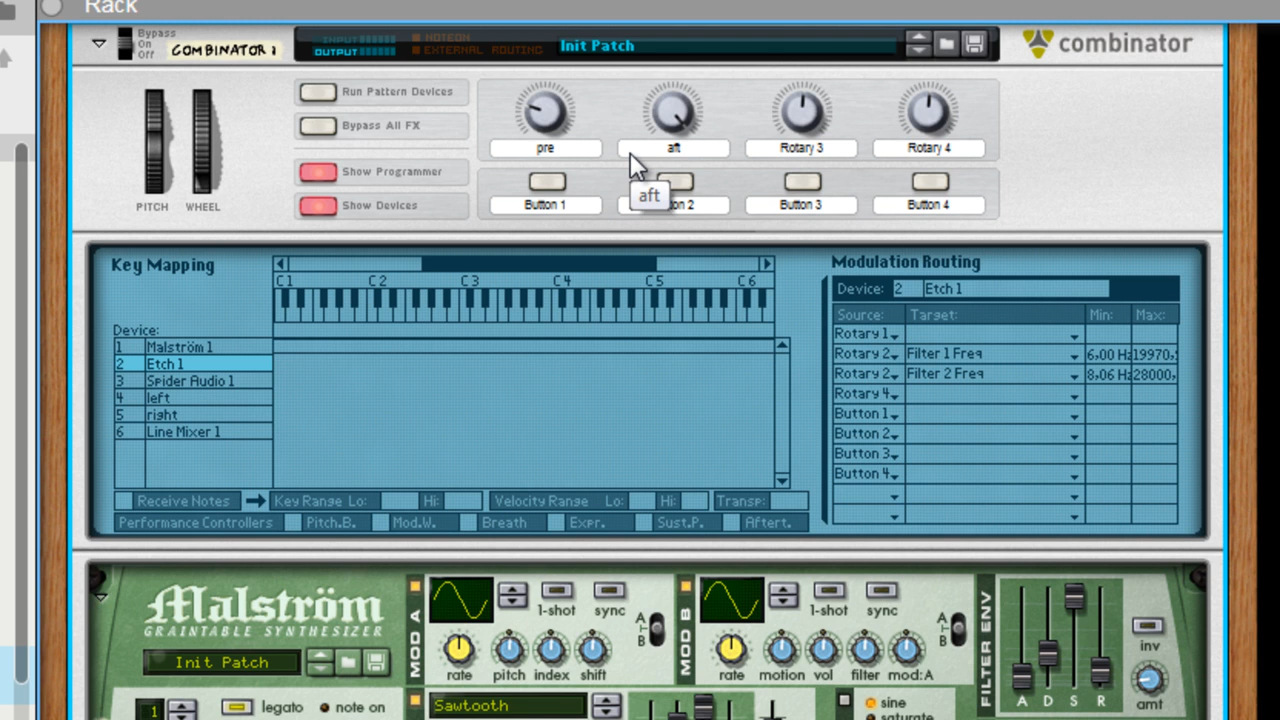 Rack
Bypass
On
Off
COMBINATOR 1
INPUT
OUTPUT
NOTEON
EXTERNAL ROUTING
Init Patch
combinator
Run Pattern Devices
Bypass All FX
Show Programmer
Show Devices
PITCH
WHEEL
pre
aft
Rotary 3
Rotary 4
Button 1
on 2
Button 3
Button 4
aft
Key Mapping
C1 C2 C3 C4 C5 C6
Device:
1 Malström 1
2 Etch 1
3 Spider Audio 1
4 left
5 right
6 Line Mixer 1
Receive Notes Key Range Lo: Hi: Velocity Range Lo: Hi: Transp:
Performance Controllers Pitch.B. Mod.W. Breath Expr. Sust.P. Aftert.
Modulation Routing
Device: 2 Etch 1
Source: Target: Min: Max:
Rotary 1
Rotary 2 Filter 1 Freq 6,00 Hz 19970,
Rotary 2 Filter 2 Freq 8,06 Hz 28000,
Rotary 4
Button 1
Button 2
Button 3
Button 4
Malström
GRAINTABLE SYNTHESIZER
Init Patch
MOD A
1-shot sync
A
B
rate pitch index shift
MOD B
1-shot sync
A
B
rate motion vol filter mod:A
FILTER ENV
A D S R
inv
amt
1
legato note on
Sawtooth
sine
saturate